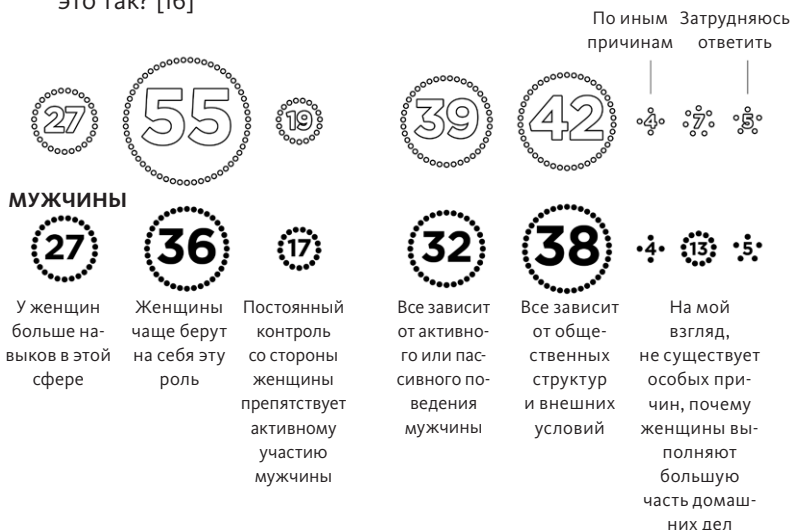 это так? [16]
По иным
причинам
Затрудняюсь
ответить
27
55
19
39
42
4
7
5
МУЖЧИНЫ
27
36
17
32
38
4
13
5
У женщин
больше на-
выков в этой
сфере
Женщины
чаще берут
на себя эту
роль
Постоянный
контроль
со стороны
женщины
препятствует
активному
участию
мужчины
Все зависит
от активно-
го или пас-
сивного по-
ведения
мужчины
Все зависит
от обще-
ственных
структур
и внешних
условий
На мой
взгляд,
не существует
особых при-
чин, почему
женщины вы-
полняют
большую
часть домаш-
них дел